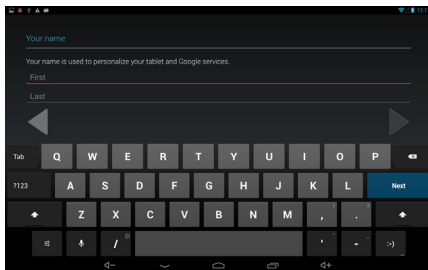 Your name
Your name is used to personalize your tablet and Google services.
First
Last
Tab Q W E R T Y U I O P
?123 A S D F G H J K L Next
Z X C V B N M , .
/ @ ' - :-)